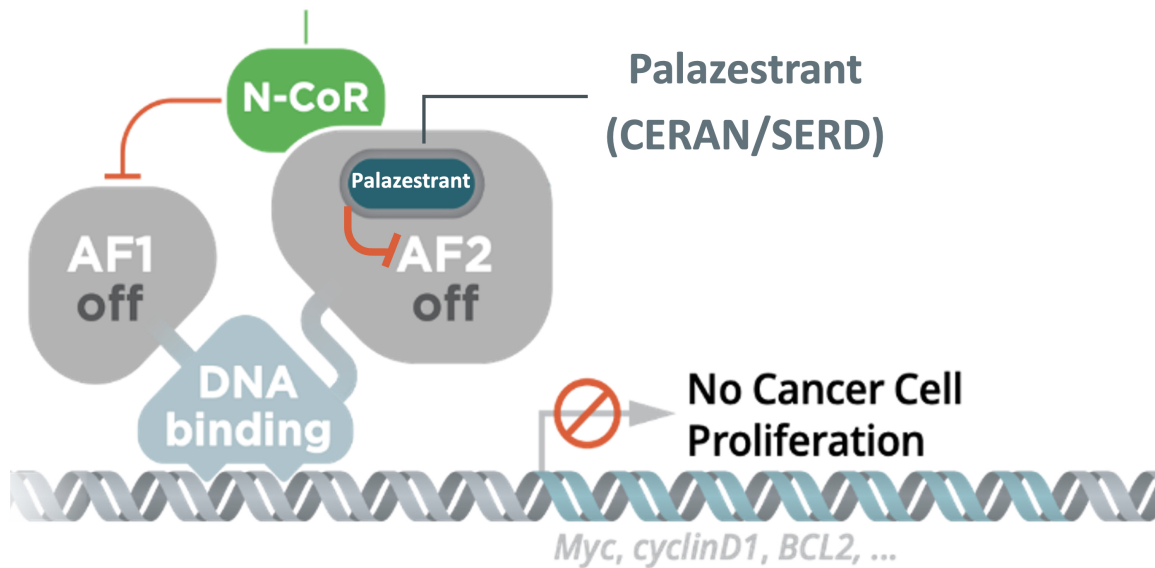 N-CoR
Palazestrant
(CERAN/SERD)
Palazestrant
AF1
off
AF2
off
DNA
binding
No Cancer Cell
Proliferation
Myc, cyclinD1, BCL2, ...